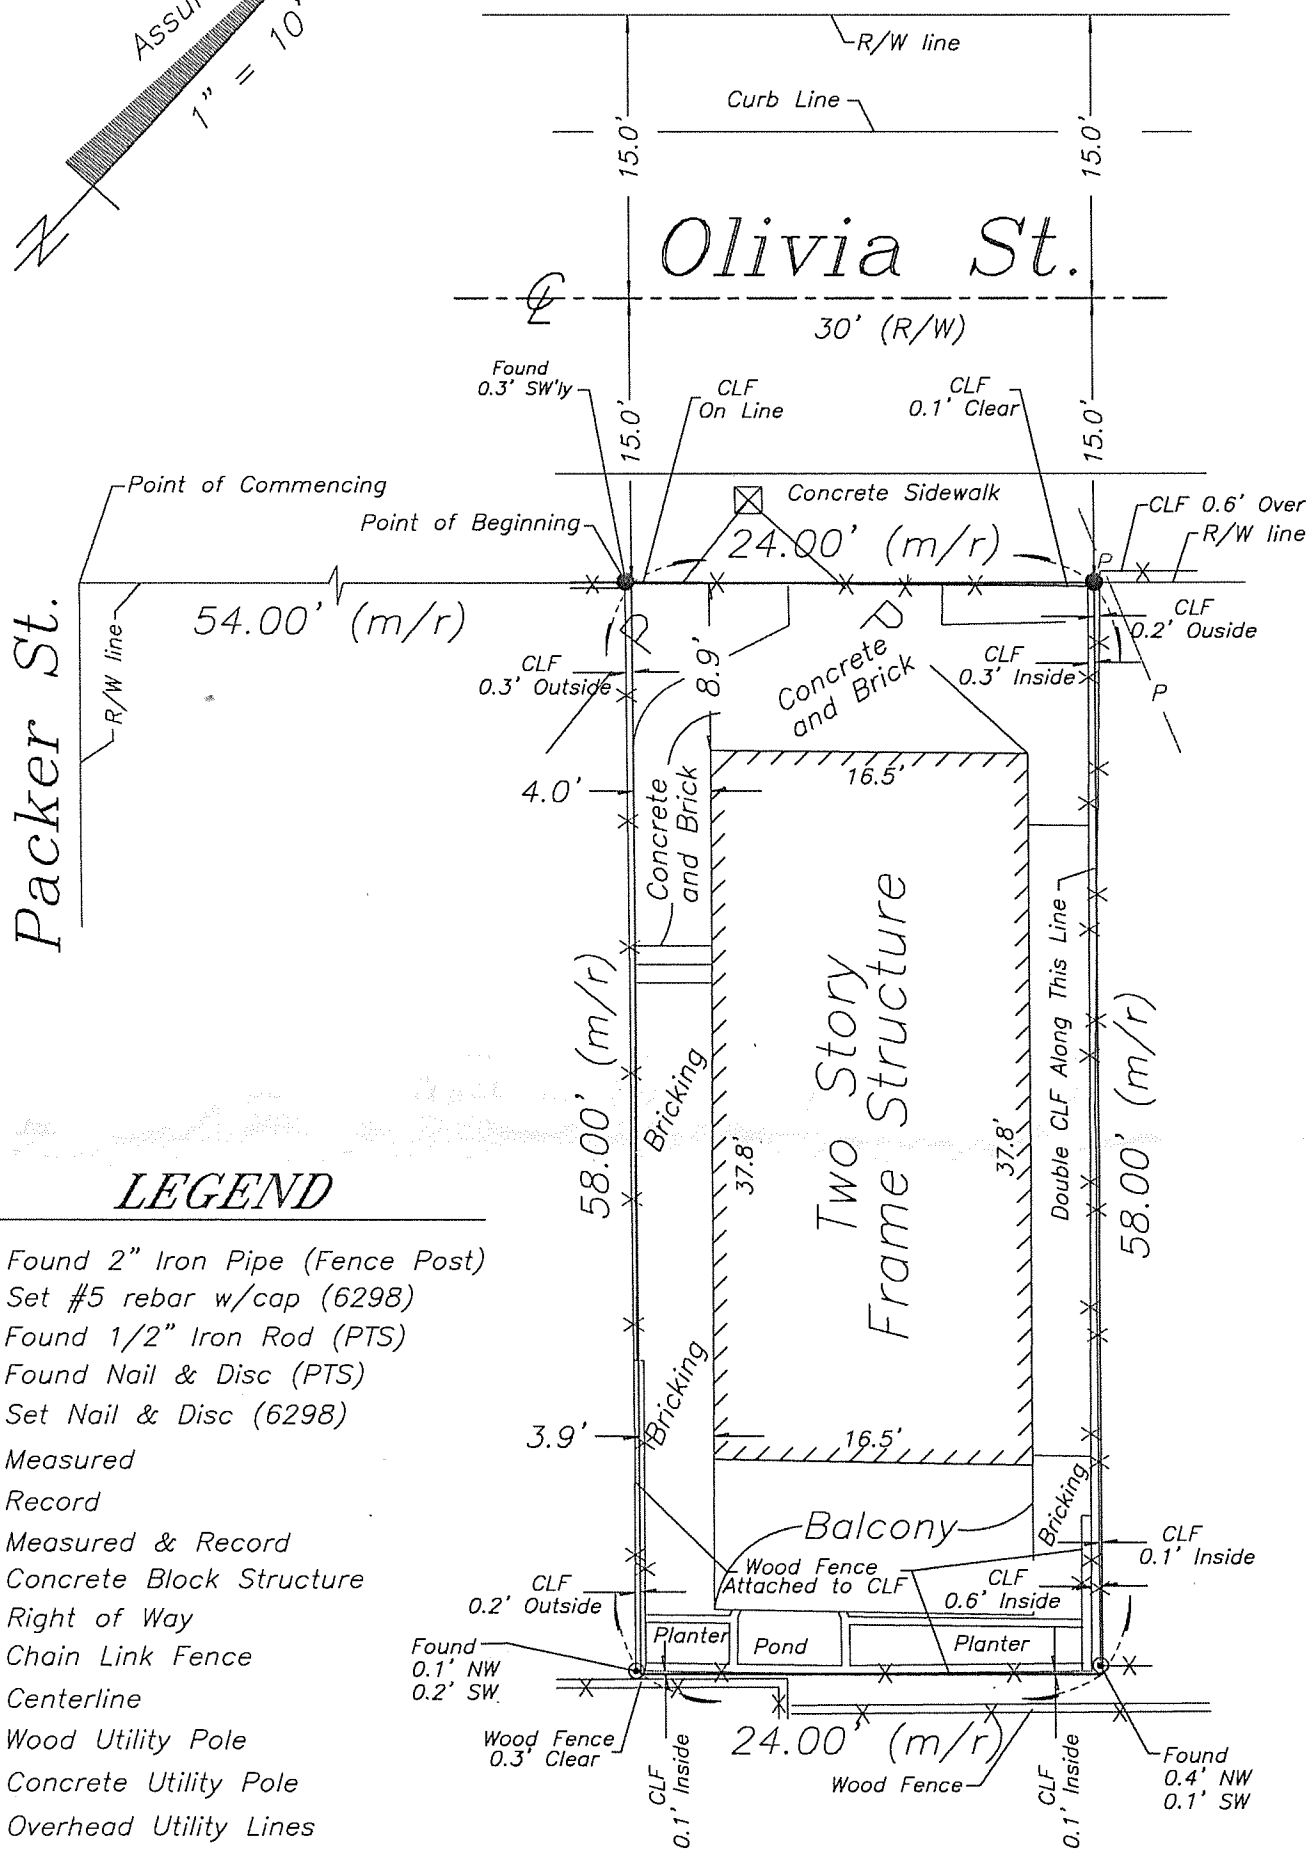 Assu
1" = 10'
N
R/W line
Curb Line
15.0'
15.0'
Olivia St.
℄
30' (R/W)
15.0'
15.0'
Found
0.3' SW'ly
CLF
On Line
CLF
0.1' Clear
Point of Commencing
Point of Beginning
Concrete Sidewalk
24.00' (m/r)
CLF 0.6' Over
R/W line
P
54.00' (m/r)
Packer St.
R/W line
CLF
0.3' Outside
8.9'
Concrete
and Brick
CLF
0.2' Ouside
CLF
0.3' Inside
P
4.0'
16.5'
Concrete
and Brick
Two Story
Frame Structure
Double CLF Along This Line
58.00' (m/r)
58.00' (m/r)
Bricking
37.8'
37.8'
Bricking
3.9'
16.5'
Bricking
Balcony
Wood Fence
Attached to CLF
CLF
0.1' Inside
CLF
0.6' Inside
CLF
0.2' Outside
Planter
Pond
Planter
Found
0.1' NW
0.2' SW
Wood Fence
0.3' Clear
CLF
0.1' Inside
24.00' (m/r)
Wood Fence
CLF
0.1' Inside
Found
0.4' NW
0.1' SW
LEGEND
Found 2" Iron Pipe (Fence Post)
Set #5 rebar w/cap (6298)
Found 1/2" Iron Rod (PTS)
Found Nail & Disc (PTS)
Set Nail & Disc (6298)
Measured
Record
Measured & Record
Concrete Block Structure
Right of Way
Chain Link Fence
Centerline
Wood Utility Pole
Concrete Utility Pole
Overhead Utility Lines